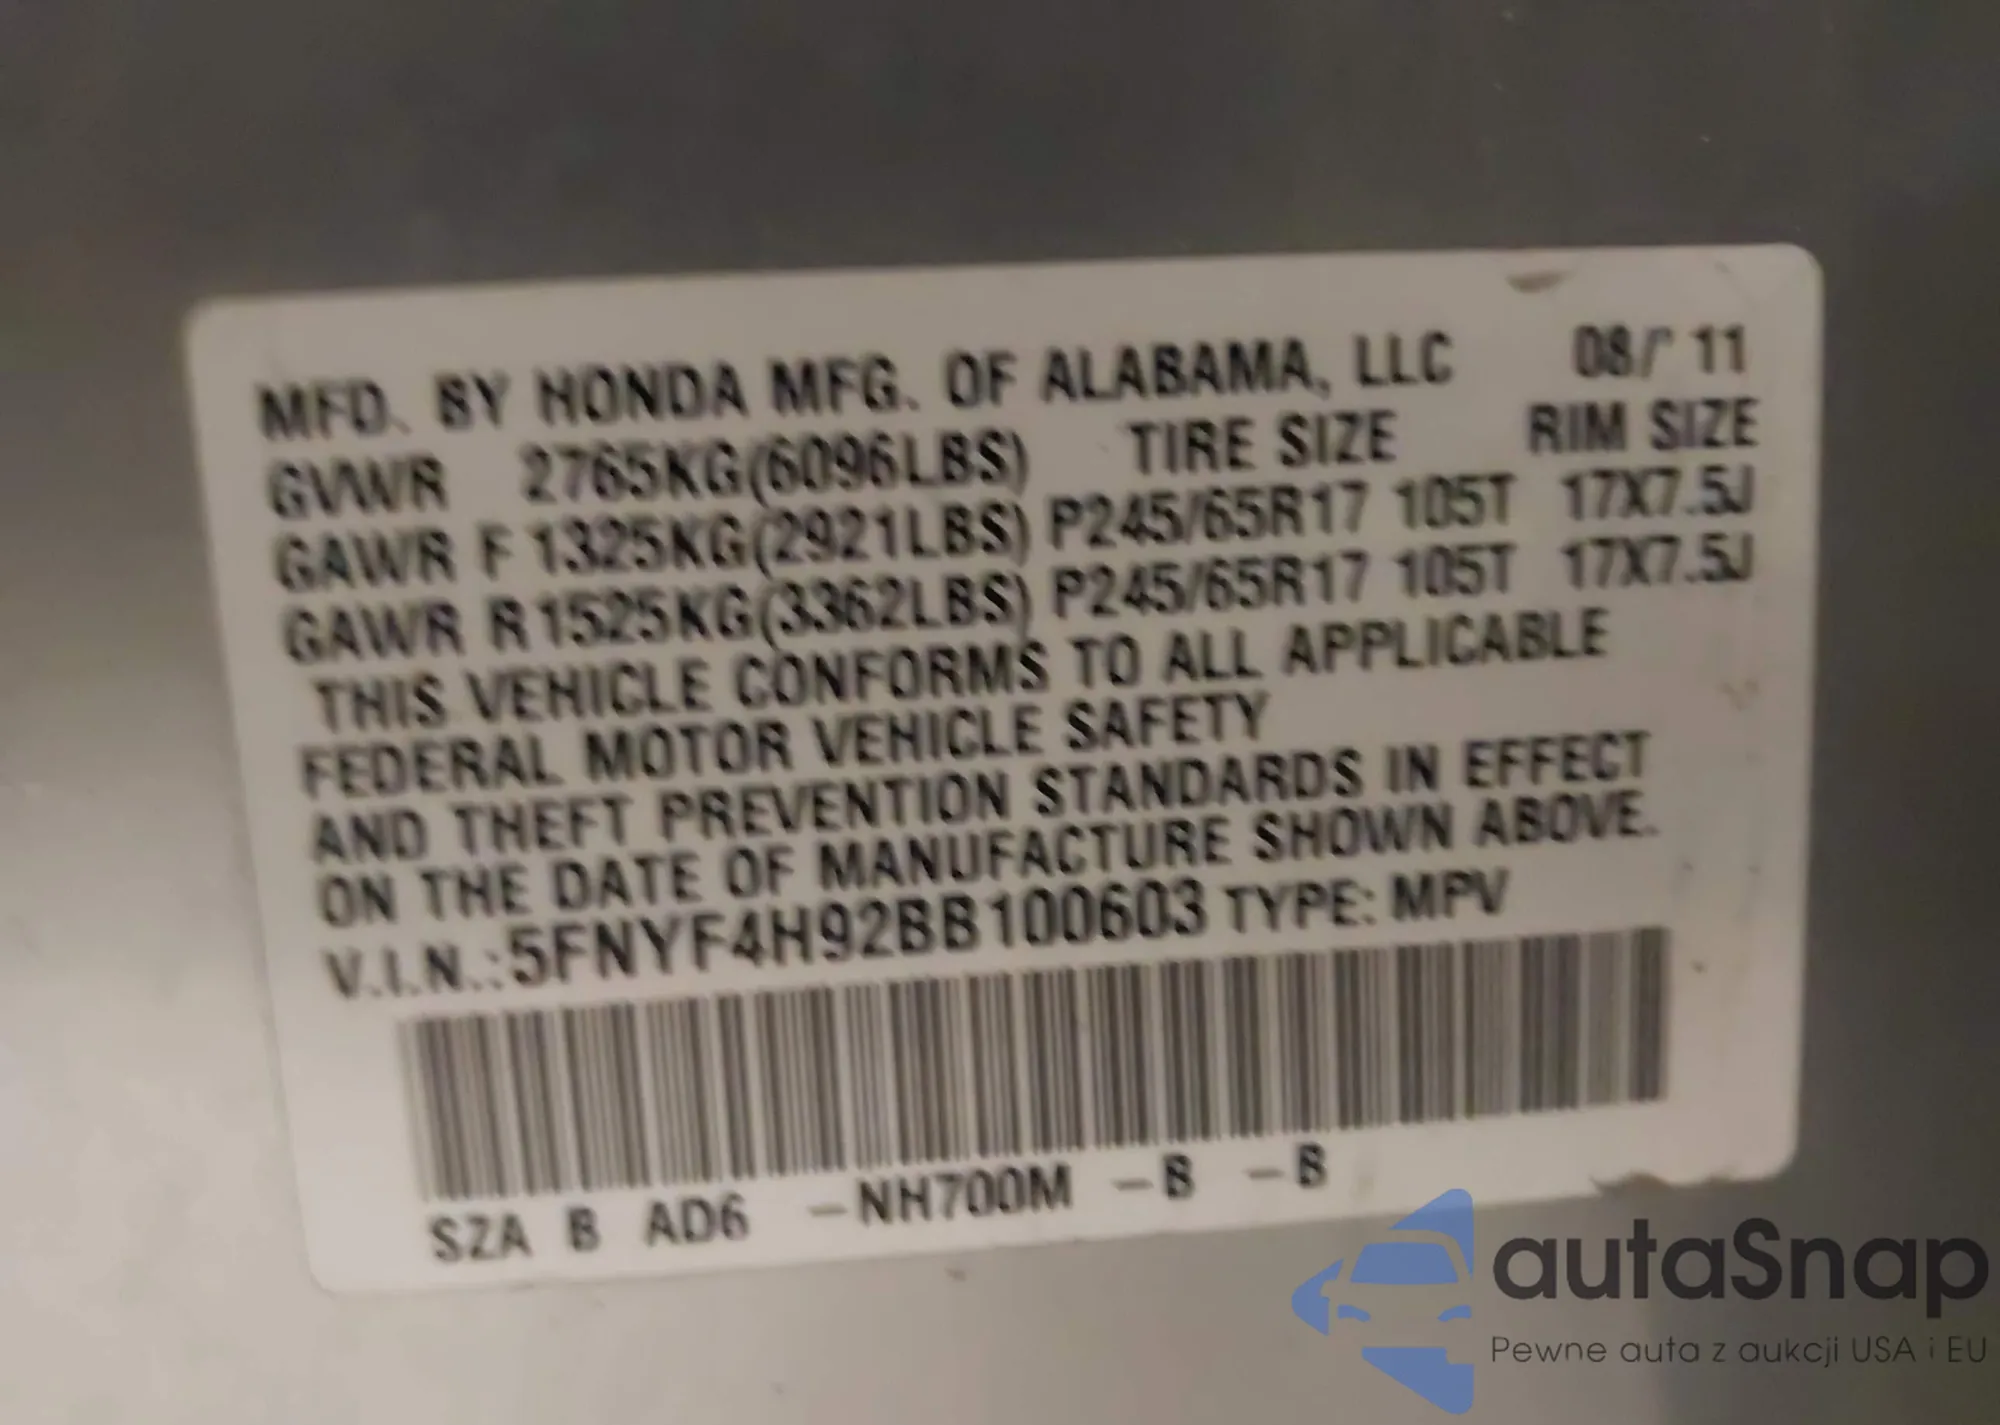 MFD. BY HONDA MFG. OF ALABAMA, LLC 08/ 11
GVWR 2765KG(6096LBS) TIRE SIZE RIM SIZE
GAWR F 1325KG(2921LBS) P245/65R17 105T 17X7.5J
GAWR R 1525KG(3362LBS) P245/65R17 105T 17X7.5J
THIS VEHICLE CONFORMS TO ALL APPLICABLE
FEDERAL MOTOR VEHICLE SAFETY
AND THEFT PREVENTION STANDARDS IN EFFECT
ON THE DATE OF MANUFACTURE SHOWN ABOVE.
V.I.N.:5FNYF4H92BB100603 TYPE: MPV
SZA B AD6 -NH700M -B -B
autaSnap
Pewne auta z aukcji USA i EU